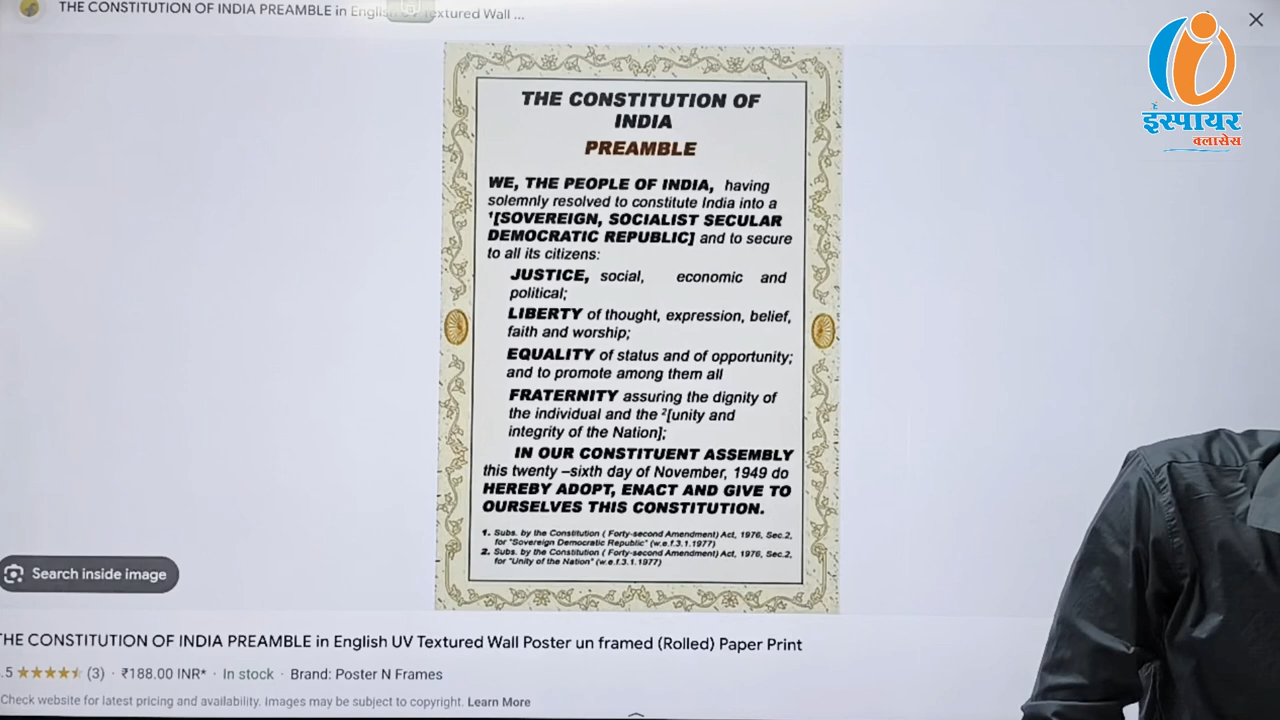 THE CONSTITUTION OF INDIA PREAMBLE in English UV Textured Wall ...
इंस्पायर
क्लासेस
THE CONSTITUTION OF
INDIA
PREAMBLE
WE, THE PEOPLE OF INDIA, having
solemnly resolved to constitute India into a
¹[SOVEREIGN, SOCIALIST SECULAR
DEMOCRATIC REPUBLIC] and to secure
to all its citizens:
JUSTICE, social, economic and
political;
LIBERTY of thought, expression, belief,
faith and worship;
EQUALITY of status and of opportunity;
and to promote among them all
FRATERNITY assuring the dignity of
the individual and the ²[unity and
integrity of the Nation];
IN OUR CONSTITUENT ASSEMBLY
this twenty –sixth day of November, 1949 do
HEREBY ADOPT, ENACT AND GIVE TO
OURSELVES THIS CONSTITUTION.
1. Subs. by the Constitution ( Forty-second Amendment) Act, 1976, Sec.2,
for "Sovereign Democratic Republic" (w.e.f.3.1.1977)
2. Subs. by the Constitution ( Forty-second Amendment) Act, 1976, Sec.2,
for "Unity of the Nation" (w.e.f.3.1.1977)
Search inside image
THE CONSTITUTION OF INDIA PREAMBLE in English UV Textured Wall Poster un framed (Rolled) Paper Print
.5 ★★★★⯪ (3) · ₹188.00 INR* · In stock · Brand: Poster N Frames
Check website for latest pricing and availability. Images may be subject to copyright. Learn More